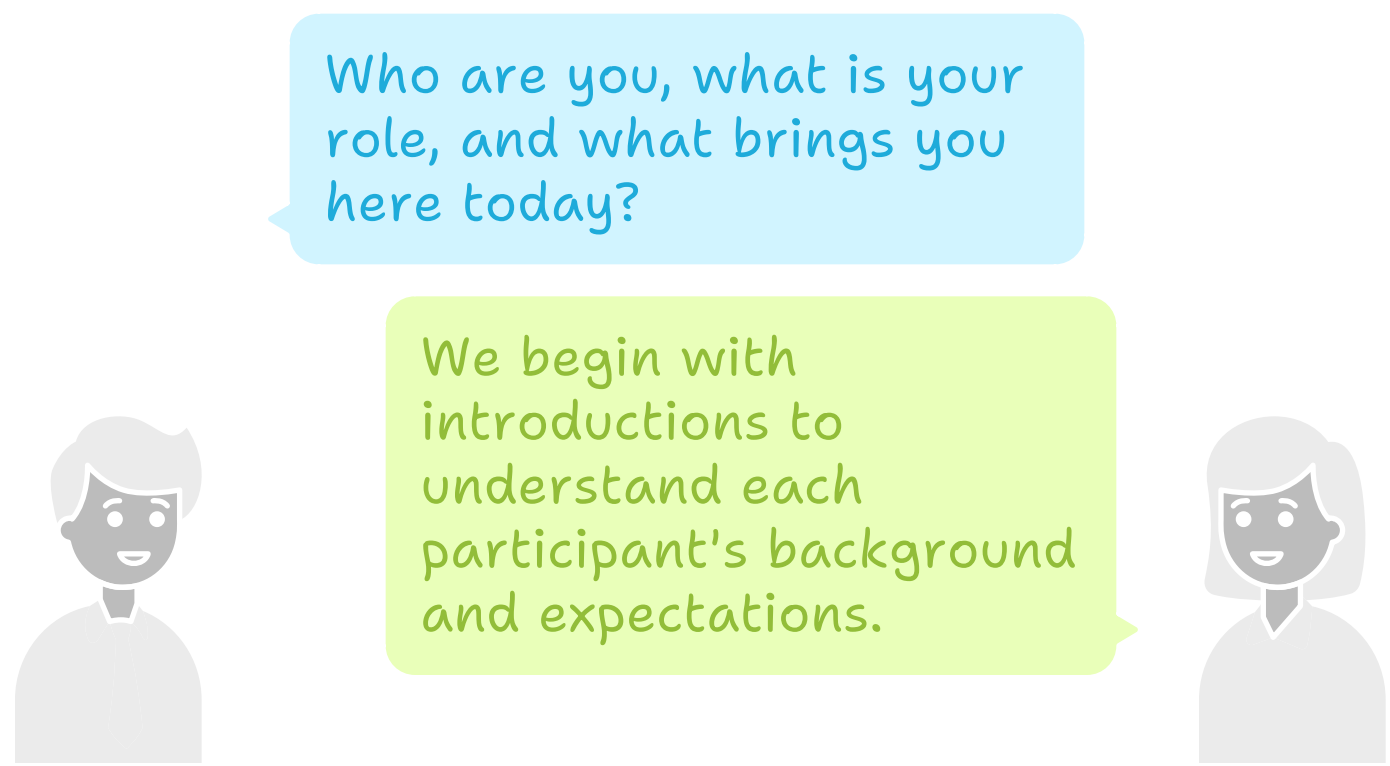 Who are you, what is your
role, and what brings you
here today?
We begin with
introductions to
understand each
participant's background
and expectations.